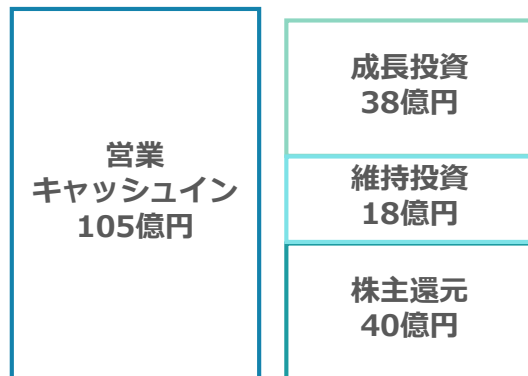 営業
キャッシュイン
105億円
成長投資
38億円
維持投資
18億円
株主還元
40億円